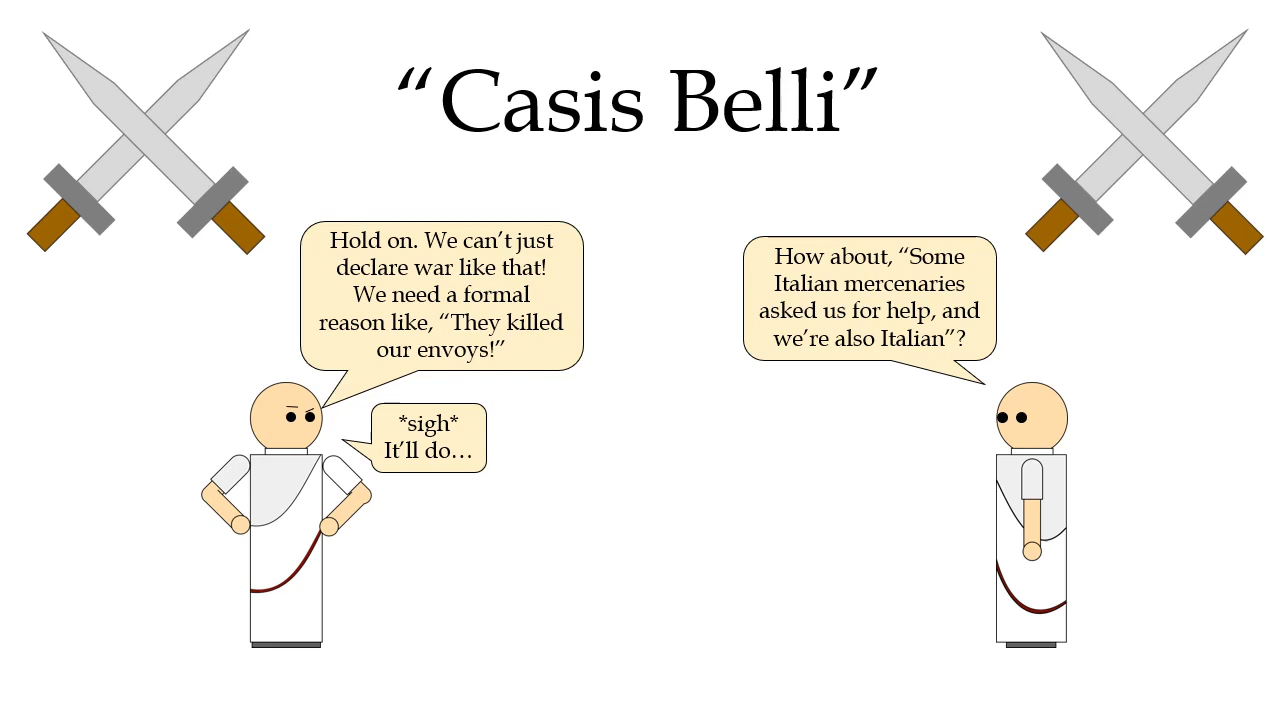 “Casis Belli”
Hold on. We can’t just
declare war like that!
We need a formal
reason like, “They killed
our envoys!”
How about, “Some
Italian mercenaries
asked us for help, and
we’re also Italian”?
*sigh*
It’ll do…